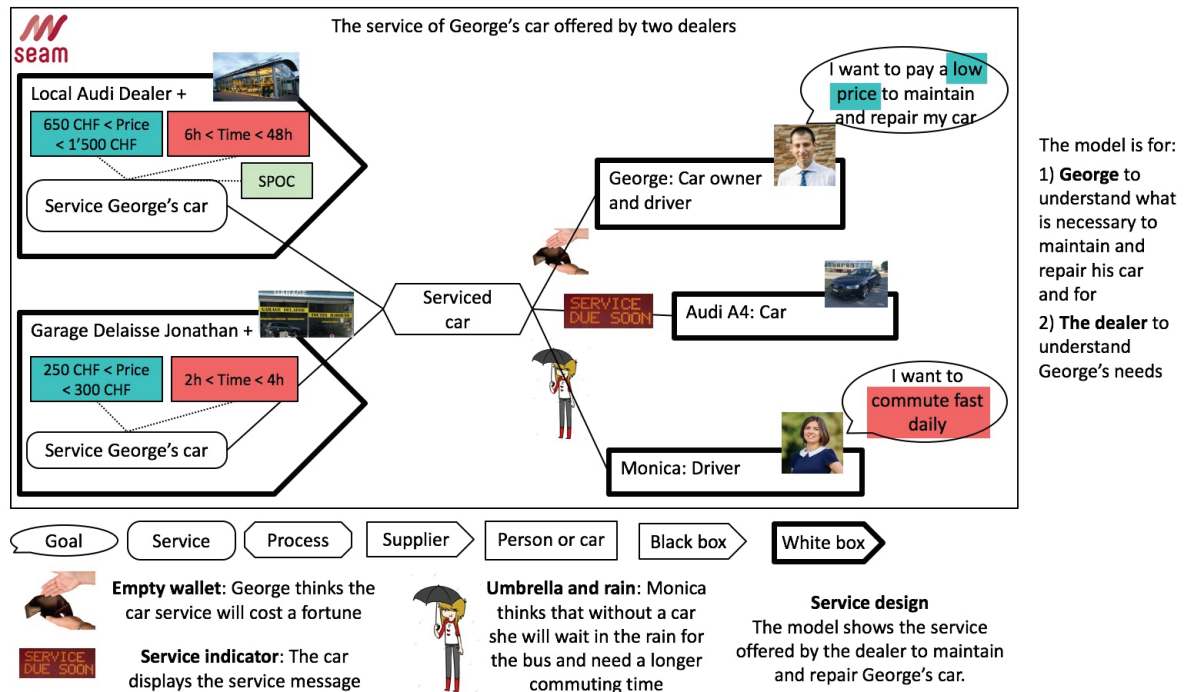 seam
The service of George's car offered by two dealers
Local Audi Dealer +
650 CHF < Price
< 1'500 CHF
6h < Time < 48h
SPOC
Service George's car
Garage Delaisse Jonathan +
GARAGE
GARAGE DELAISSE
TOUTES MARQUES
250 CHF < Price
< 300 CHF
2h < Time < 4h
Service George's car
Serviced
car
I want to pay a low
price to maintain
and repair my car
George: Car owner
and driver
SERVICE
DUE SOON
Audi A4: Car
I want to
commute fast
daily
Monica: Driver
The model is for:
1) George to
understand what
is necessary to
maintain and
repair his car
and for
2) The dealer to
understand
George's needs
Goal
Service
Process
Supplier
Person or car
Black box
White box
Empty wallet: George thinks the
car service will cost a fortune
SERVICE
DUE SOON
Service indicator: The car
displays the service message
Umbrella and rain: Monica
thinks that without a car
she will wait in the rain for
the bus and need a longer
commuting time
Service design
The model shows the service
offered by the dealer to maintain
and repair George's car.